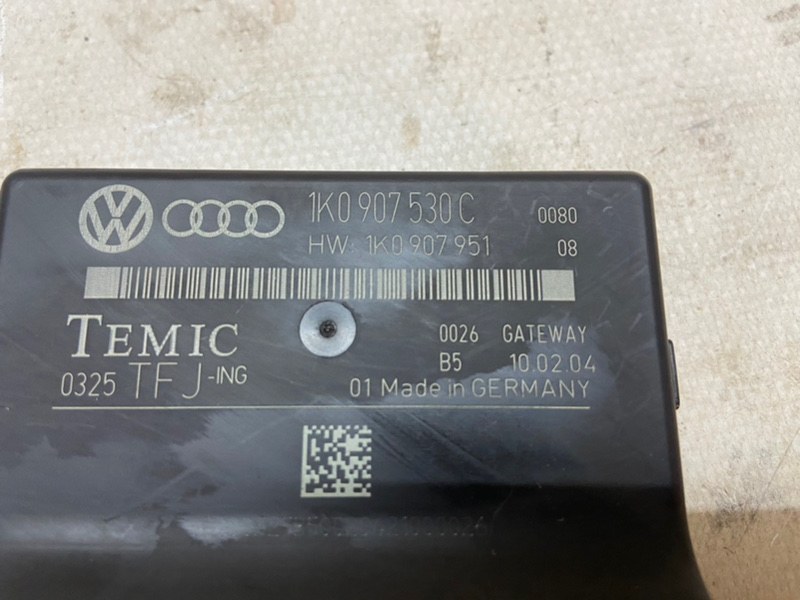 1K0 907 530 C 0080
HW 1K0 907 951 08
TEMIC 0026 GATEWAY
B5 10.02.04
0325 TFJ-ING 01 Made in GERMANY